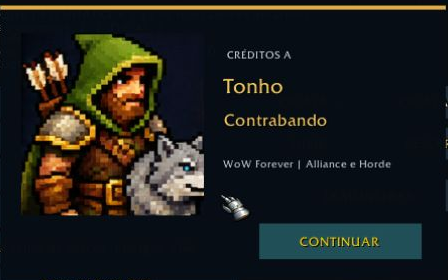 CRÉDITOS A
Tonho
Contrabando
WoW Forever | Alliance e Horde
CONTINUAR